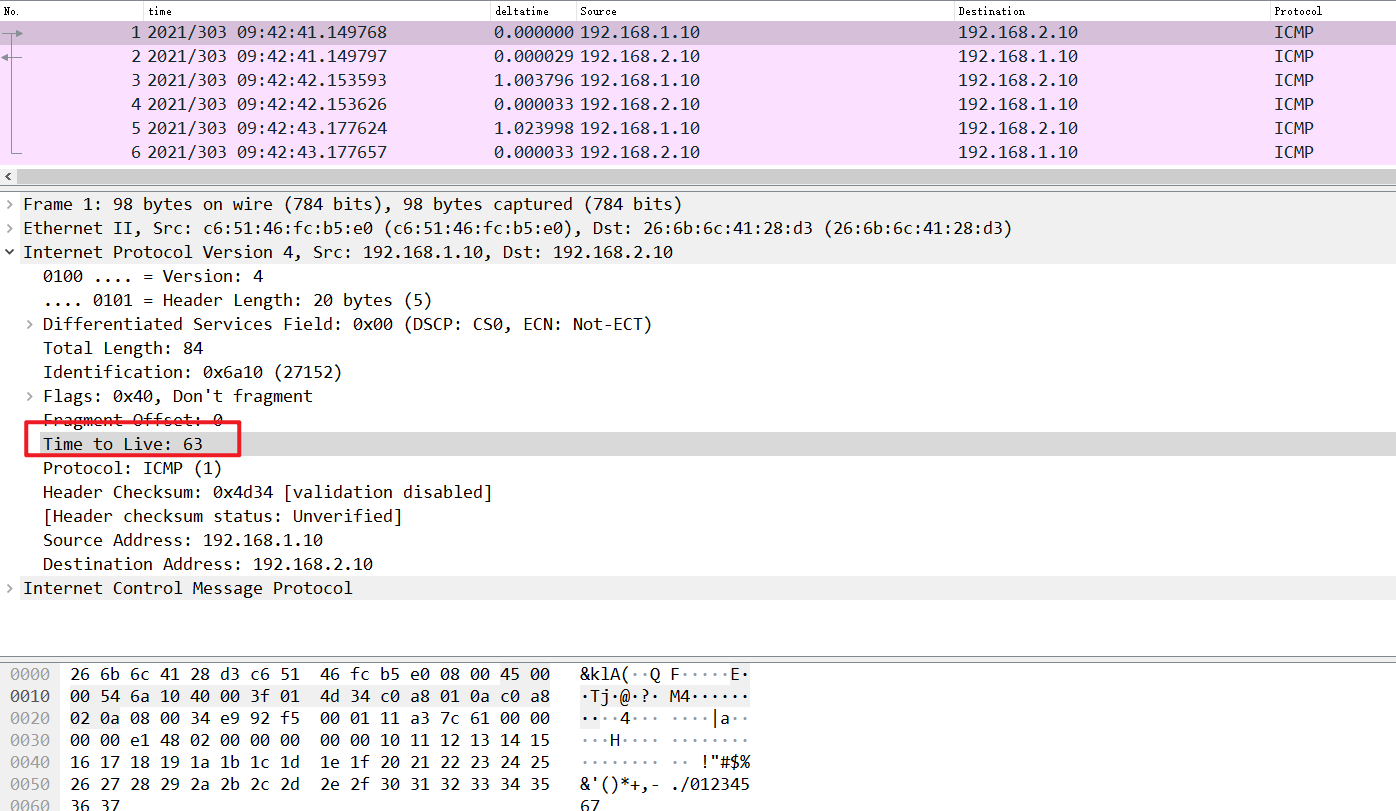 No. time deltatime Source Destination Protocol
1 2021/303 09:42:41.149768 0.000000 192.168.1.10 192.168.2.10 ICMP
2 2021/303 09:42:41.149797 0.000029 192.168.2.10 192.168.1.10 ICMP
3 2021/303 09:42:42.153593 1.003796 192.168.1.10 192.168.2.10 ICMP
4 2021/303 09:42:42.153626 0.000033 192.168.2.10 192.168.1.10 ICMP
5 2021/303 09:42:43.177624 1.023998 192.168.1.10 192.168.2.10 ICMP
6 2021/303 09:42:43.177657 0.000033 192.168.2.10 192.168.1.10 ICMP
Frame 1: 98 bytes on wire (784 bits), 98 bytes captured (784 bits)
Ethernet II, Src: c6:51:46:fc:b5:e0 (c6:51:46:fc:b5:e0), Dst: 26:6b:6c:41:28:d3 (26:6b:6c:41:28:d3)
Internet Protocol Version 4, Src: 192.168.1.10, Dst: 192.168.2.10
0100 .... = Version: 4
.... 0101 = Header Length: 20 bytes (5)
Differentiated Services Field: 0x00 (DSCP: CS0, ECN: Not-ECT)
Total Length: 84
Identification: 0x6a10 (27152)
Flags: 0x40, Don't fragment
Fragment Offset: 0
Time to Live: 63
Protocol: ICMP (1)
Header Checksum: 0x4d34 [validation disabled]
[Header checksum status: Unverified]
Source Address: 192.168.1.10
Destination Address: 192.168.2.10
Internet Control Message Protocol
0000 26 6b 6c 41 28 d3 c6 51 46 fc b5 e0 08 00 45 00 &klA(··Q F·····E·
0010 00 54 6a 10 40 00 3f 01 4d 34 c0 a8 01 0a c0 a8 ·Tj·@·?· M4······
0020 02 0a 08 00 34 e9 92 f5 00 01 11 a3 7c 61 00 00 ····4··· ····|a··
0030 00 00 e1 48 02 00 00 00 00 00 10 11 12 13 14 15 ···H···· ········
0040 16 17 18 19 1a 1b 1c 1d 1e 1f 20 21 22 23 24 25 ········ ·· !"#$%
0050 26 27 28 29 2a 2b 2c 2d 2e 2f 30 31 32 33 34 35 &'()*+,- ./012345
0060 36 37 67